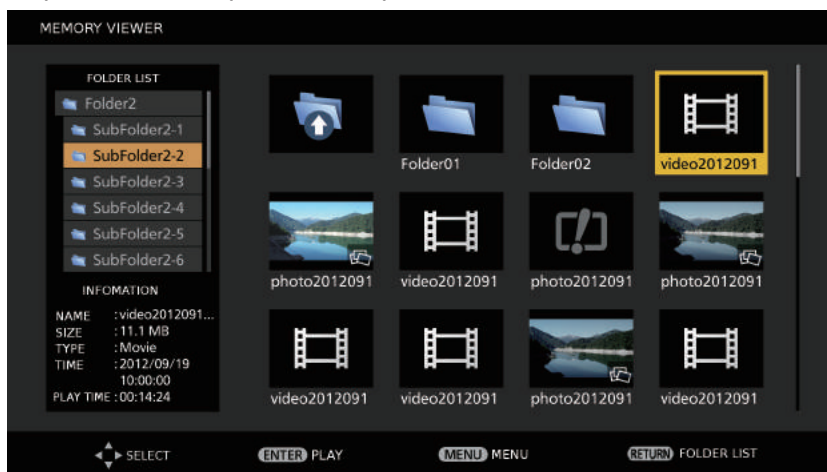 MEMORY VIEWER
FOLDER LIST
Folder2
SubFolder2-1
SubFolder2-2
SubFolder2-3
SubFolder2-4
SubFolder2-5
SubFolder2-6
INFOMATION
NAME :video2012091...
SIZE :11.1 MB
TYPE :Movie
TIME :2012/09/19
10:00:00
PLAY TIME :00:14:24
Folder01 Folder02 video2012091
photo2012091 video2012091 photo2012091 photo2012091
video2012091 video2012091 photo2012091 video2012091
SELECT ENTER PLAY MENU MENU RETURN FOLDER LIST